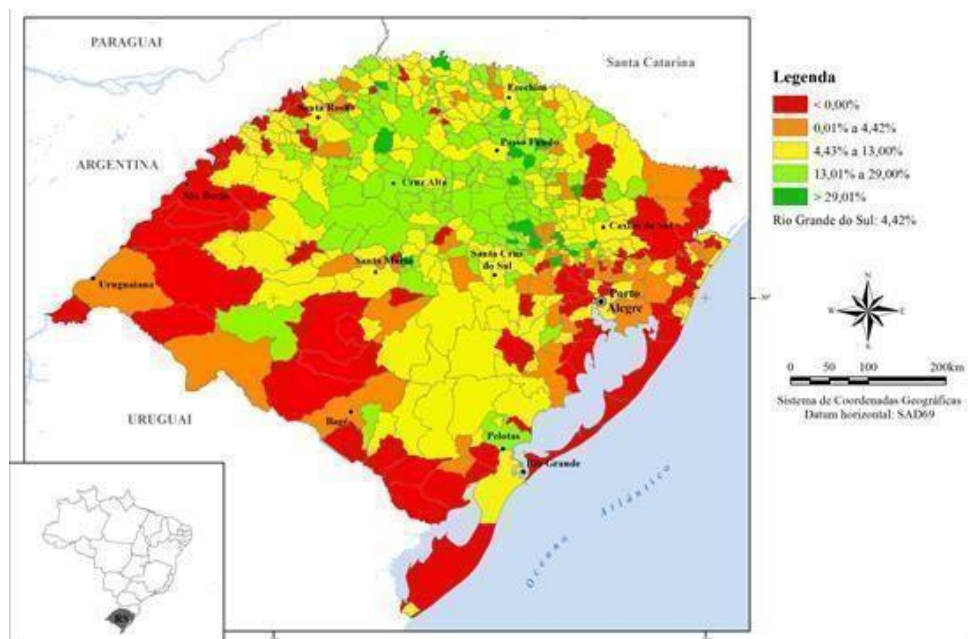 PARAGUAI
Santa Catarina
ARGENTINA
URUGUAI
Erechim
Santa Rosa
Passo Fundo
Cruz Alta
São Borja
Caxias do Sul
Santa Maria
Santa Cruz
do Sul
Uruguaiana
Porto
Alegre
Bagé
Pelotas
Rio Grande
Oceano Atlântico
RS
Legenda
< 0,00%
0,01% a 4,42%
4,43% a 13,00%
13,01% a 29,00%
> 29,01%
Rio Grande do Sul: 4,42%
N
W
E
S
0 50 100 200km
Sistema de Coordenadas Geográficas
Datum horizontal: SAD69